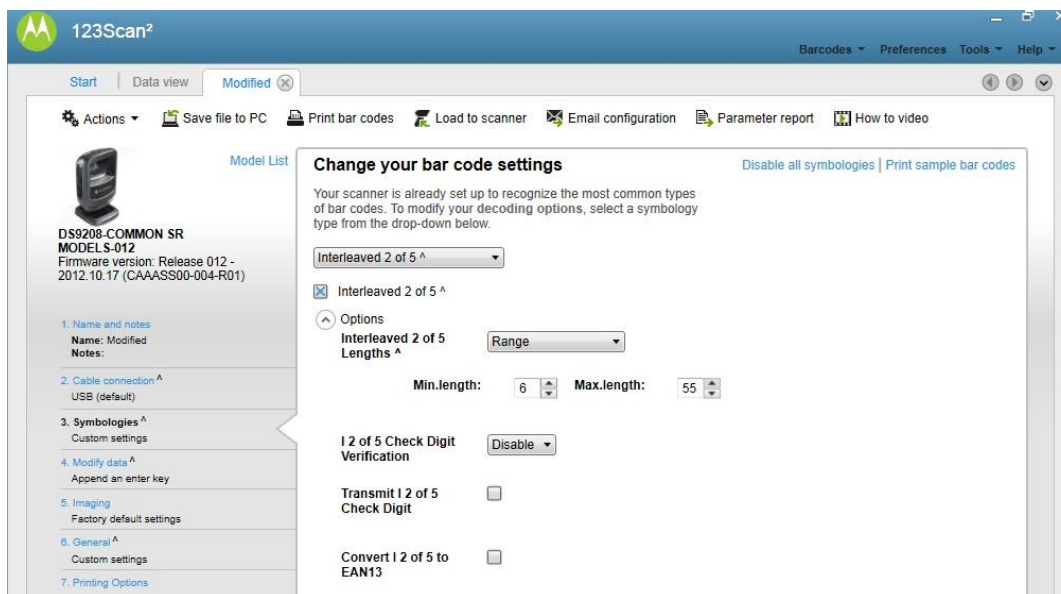 123Scan²
Barcodes Preferences Tools Help
Start Data view Modified
Actions Save file to PC Print bar codes Load to scanner Email configuration Parameter report How to video
Model List
DS9208-COMMON SR
MODELS-012
Firmware version: Release 012 -
2012.10.17 (CAAASS00-004-R01)
1. Name and notes
Name: Modified
Notes:
2. Cable connection ^
USB (default)
3. Symbologies ^
Custom settings
4. Modify data ^
Append an enter key
5. Imaging
Factory default settings
6. General ^
Custom settings
7. Printing Options
Change your bar code settings
Disable all symbologies | Print sample bar codes
Your scanner is already set up to recognize the most common types
of bar codes. To modify your decoding options, select a symbology
type from the drop-down below.
Interleaved 2 of 5 ^
Interleaved 2 of 5 ^
Options
Interleaved 2 of 5
Lengths ^
Range
Min.length: 6 Max.length: 55
I 2 of 5 Check Digit
Verification
Disable
Transmit I 2 of 5
Check Digit
Convert I 2 of 5 to
EAN13